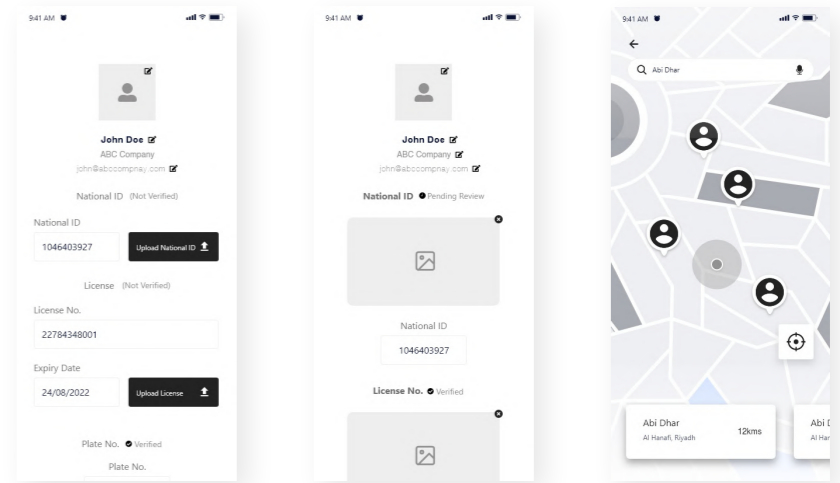 9:41 AM
John Doe
ABC Company
john@abccompnay.com
National ID (Not Verified)
National ID
1046403927
Upload National ID
License (Not Verified)
License No.
22784348001
Expiry Date
24/08/2022
Upload License
Plate No. Verified
Plate No.
9:41 AM
John Doe
ABC Company
john@abccompnay.com
National ID Pending Review
National ID
1046403927
License No. Verified
9:41 AM
Abi Dhar
Abi Dhar
Al Hanafi, Riyadh
12kms